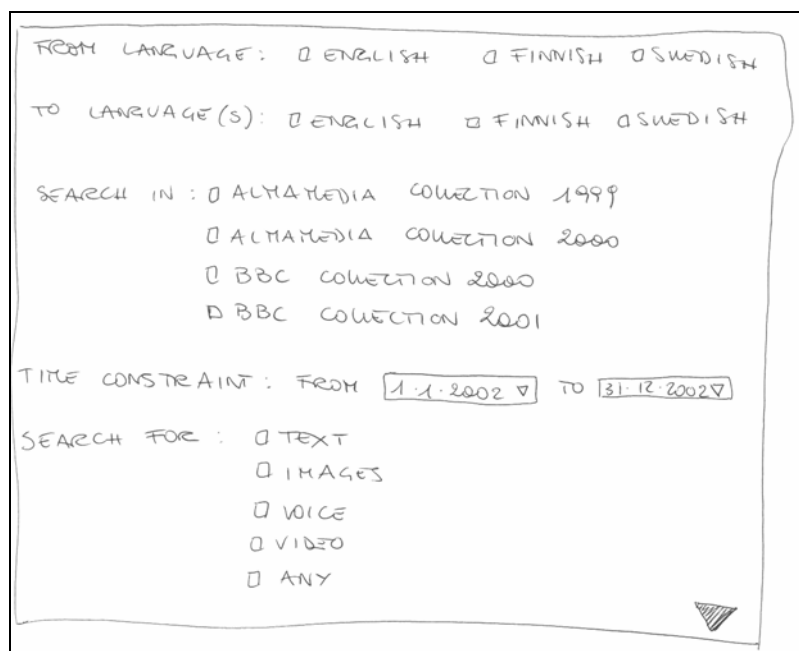 FROM LANGUAGE: ENGLISH FINNISH SWEDISH
TO LANGUAGE(S): ENGLISH FINNISH SWEDISH
SEARCH IN: ALMAMEDIA COLLECTION 1999
ALMAMEDIA COLLECTION 2000
BBC COLLECTION 2000
BBC COLLECTION 2001
TIME CONSTRAINT: FROM 1.1.2002 TO 31.12.2002
SEARCH FOR: TEXT
IMAGES
VOICE
VIDEO
ANY